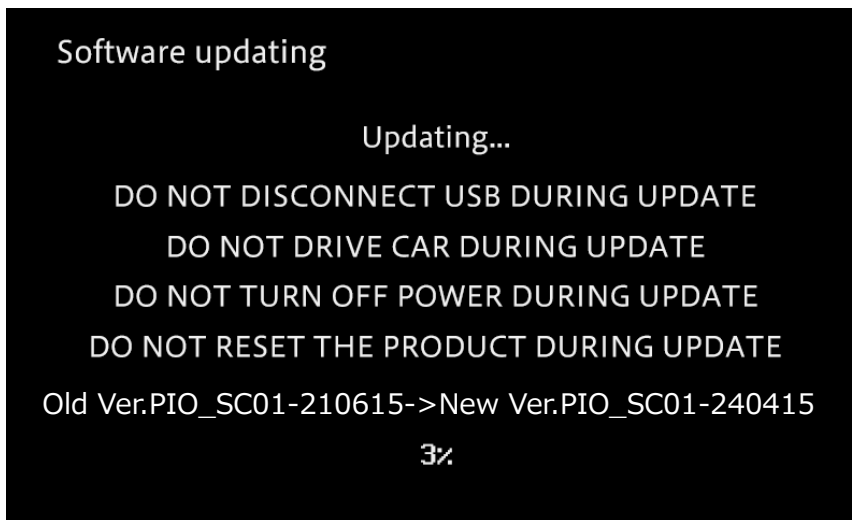 Software updating
Updating...
DO NOT DISCONNECT USB DURING UPDATE
DO NOT DRIVE CAR DURING UPDATE
DO NOT TURN OFF POWER DURING UPDATE
DO NOT RESET THE PRODUCT DURING UPDATE
Old Ver.PIO_SC01-210615->New Ver.PIO_SC01-240415
3%